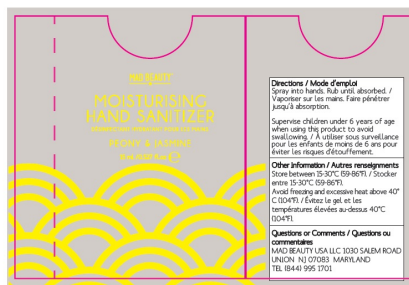 MAD BEAUTY
MOISTURISING
HAND SANITIZER
PEONY & JASMINE
Directions / Mode d'emploi
Spray into hands. Rub until absorbed. /
Vaporiser sur les mains. Faire pénétrer
jusqu'à absorption.
Supervise children under 6 years of age
when using this product to avoid
swallowing. / À utiliser sous surveillance
pour les enfants de moins de 6 ans pour
éviter les risques d'étouffement.
Other Information / Autres renseignments
Store between 15-30°C (59-86°F). / Stocker
entre 15-30°C (59-86°F).
Avoid freezing and excessive heat above 40°
C (104°F). / Évitez le gel et les
températures élevées au-dessus 40°C
(104°F).
Questions or Comments / Questions ou
commentaires
MAD BEAUTY USA LLC 1030 SALEM ROAD
UNION NJ 07083 MARYLAND
TEL (844) 995 1701